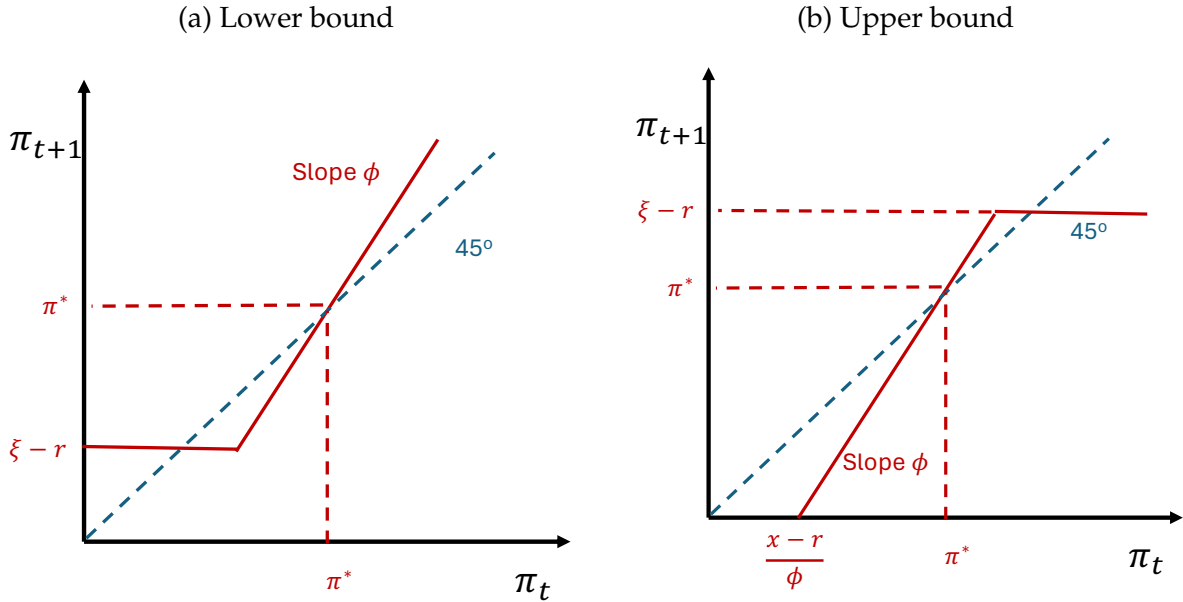 (a) Lower bound
π_{t+1}
Slope ϕ
45°
π*
ξ − r
π*
π_t
(b) Upper bound
π_{t+1}
ξ − r
45°
π*
Slope ϕ
x − r
ϕ
π*
π_t